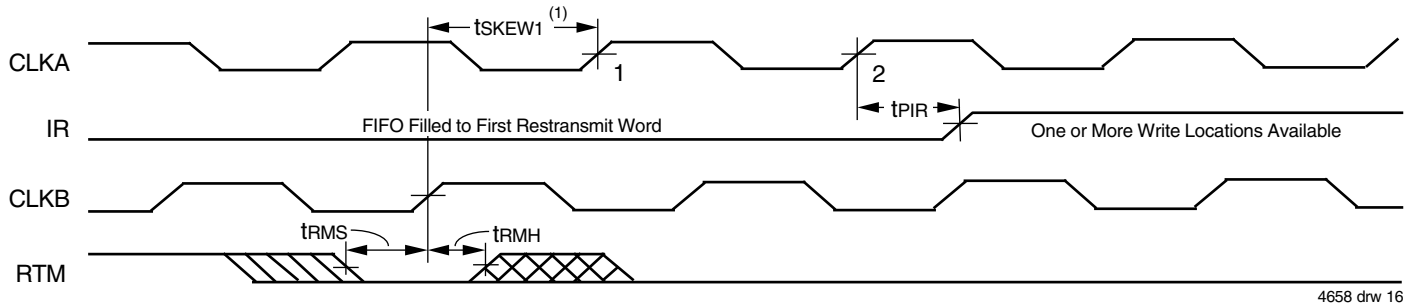 tSKEW1 (1)
CLKA
1
2
tPIR
IR
FIFO Filled to First Restransmit Word
One or More Write Locations Available
CLKB
tRMS
tRMH
RTM
4658 drw 16